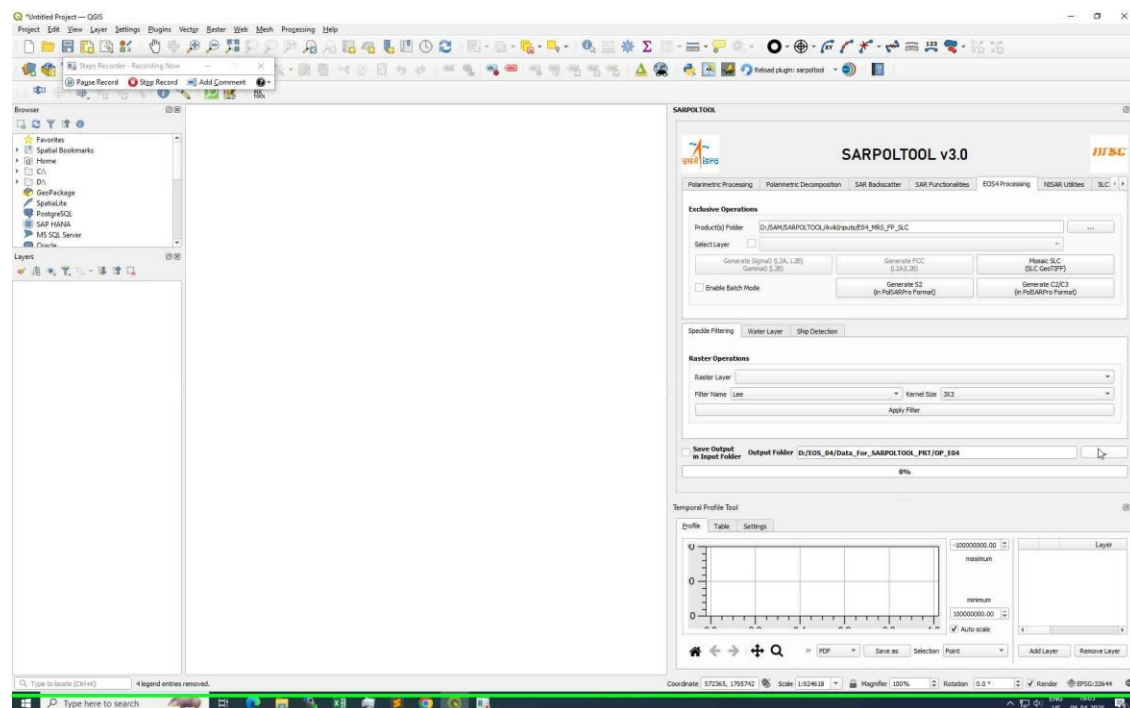 *Untitled Project — QGIS
Project Edit View Layer Settings Plugins Vector Raster Web Mesh Processing Help
Steps Recorder - Recording Now
Reload plugin: sarpoltool
Pause Record Stop Record Add Comment
Browser
SARPOLTOOL
Favorites
Spatial Bookmarks
Home
C:\
D:\
GeoPackage
SpatiaLite
PostgreSQL
SAP HANA
MS SQL Server
Oracle
इसरो isro
SARPOLTOOL v3.0
nrsc
Polarimetric Processing Polarimetric Decomposition SAR Backscatter SAR Functionalities EOS4 Processing NISAR Utilities SLC
Exclusive Operations
Product(s) Folder D:/SAM/SARPOLTOOL/AvikInputs/E04_MRS_FP_SLC ...
Select Layer
Layers
Generate Sigma0 (L2A, L2B)
Gamma0 (L2B)
Generate FCC
(L2A/L2B)
Mosaic SLC
(SLC GeoTIFF)
Enable Batch Mode
Generate S2
(in PolSARPro Format)
Generate C2/C3
(in PolSARPro Format)
Speckle Filtering Water Layer Ship Detection
Raster Operations
Raster Layer
Filter Name Lee Kernel Size 3X3
Apply Filter
Save Output
in Input Folder
Output Folder D:/EOS_04/Data_For_SARPOLTOOL_PRT/OP_E04
0%
Temporal Profile Tool
Profile Table Settings
-100000000.00
maximum
minimum
100000000.00
Auto scale
Layer
PDF Save as Selection Point Add Layer Remove Layer
Type to locate (Ctrl+K) 4 legend entries removed. Coordinate 572365, 1795742 Scale 1:924618 Magnifier 100% Rotation 0.0 ° Render EPSG:32644
Type here to search